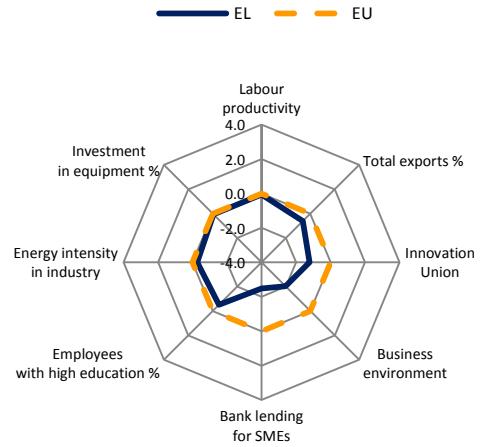 EL EU
Labour
productivity
4.0
2.0
0.0
-2.0
-4.0
Total exports %
Innovation
Union
Business
environment
Bank lending
for SMEs
Employees
with high education %
Energy intensity
in industry
Investment
in equipment %